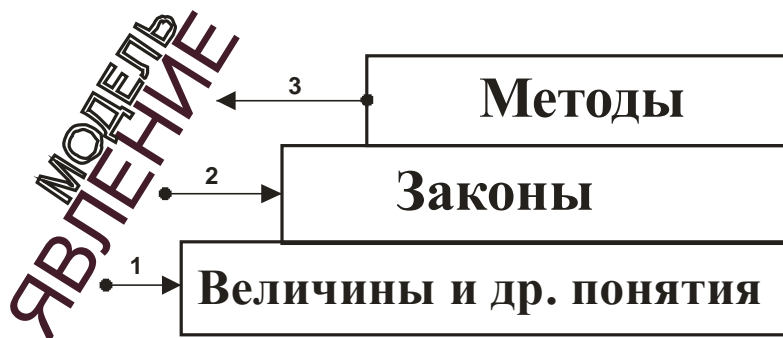 МОДЕЛЬ
ЯВЛЕНИЕ
3
Методы
2
Законы
1
Величины и др. понятия